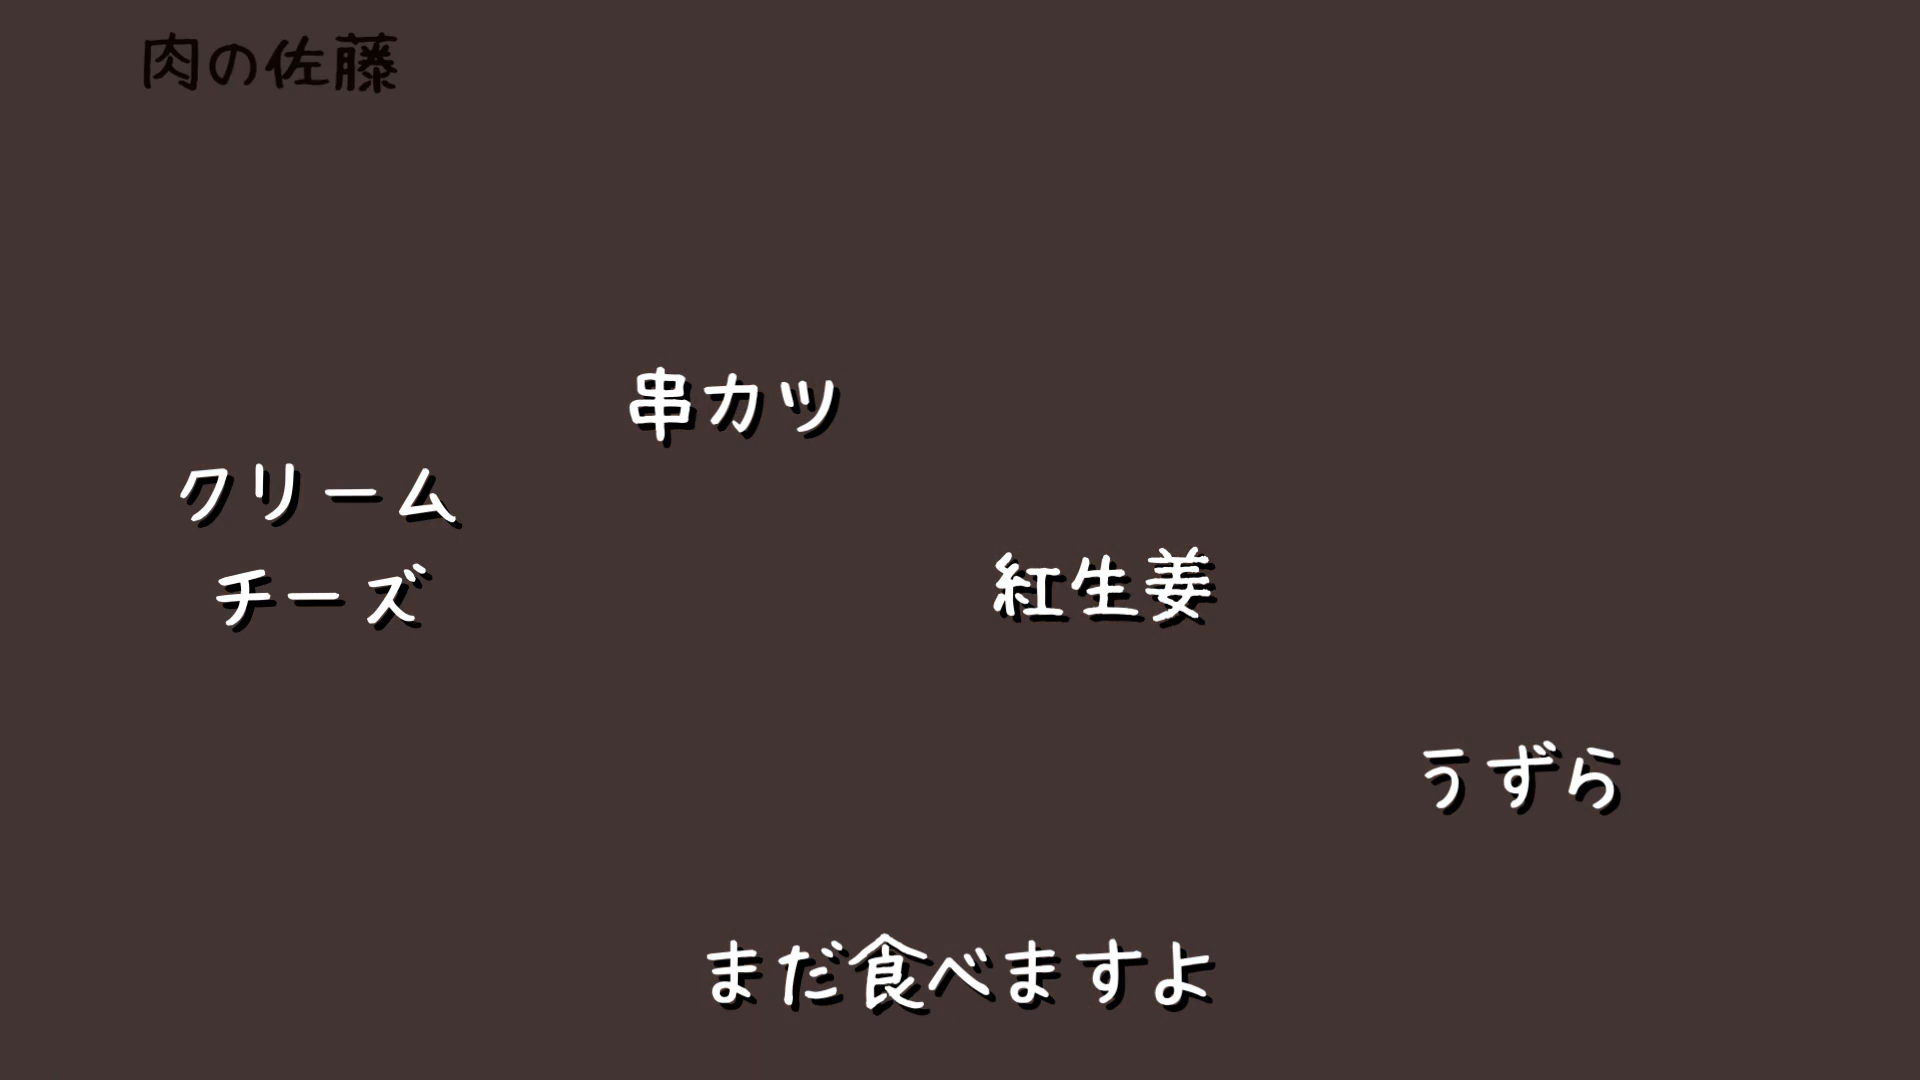 肉の佐藤
串カツ
クリーム
チーズ
紅生姜
うずら
まだ食べますよ